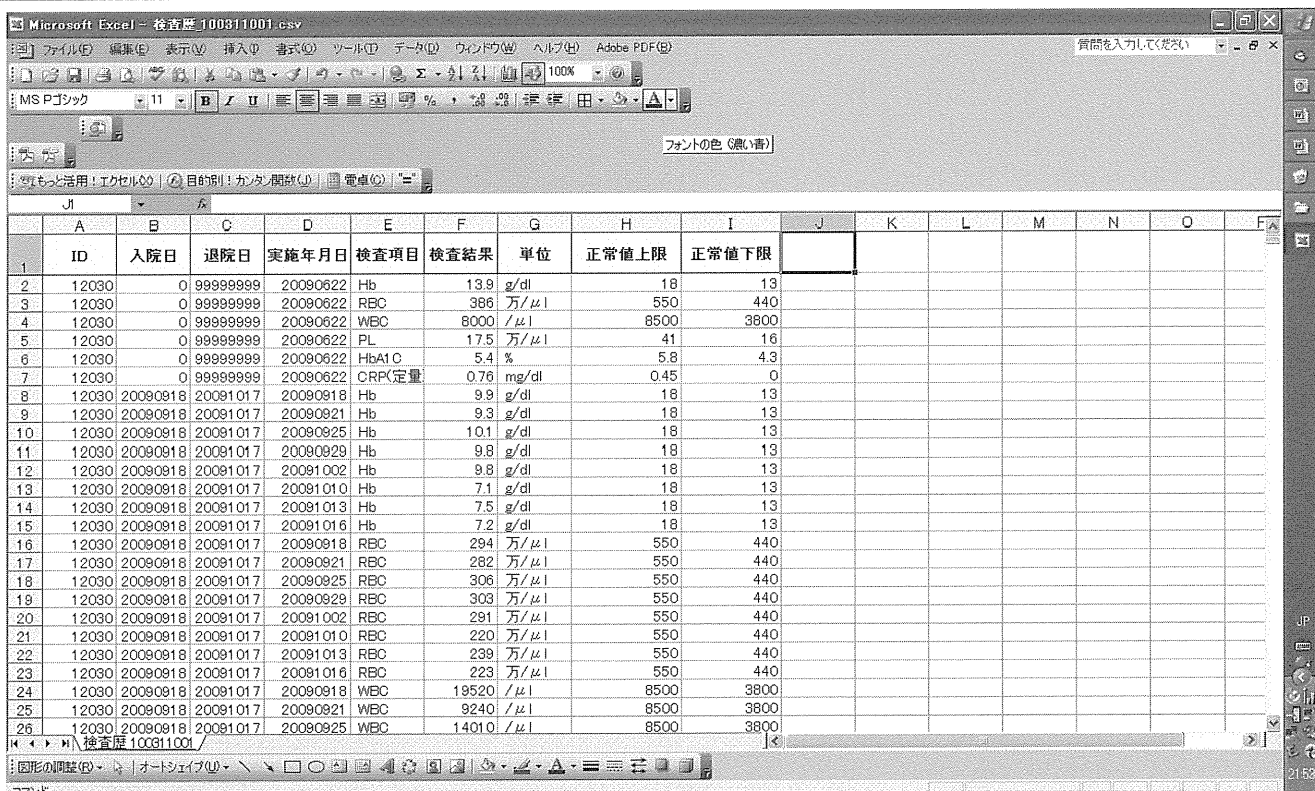 Microsoft Excel - 検査歴_100311001.csv
ファイル(F) 編集(E) 表示(V) 挿入(I) 書式(O) ツール(T) データ(D) ウィンドウ(W) ヘルプ(H) Adobe PDF(B) 質問を入力してください
100%
MS Pゴシック 11 B I U
フォントの色 (濃い青)
もっと活用!エクセル(X) 目的別!カンタン関数(J) 電卓(C) "="
J1 fx
A B C D E F G H I J K L M N O
1 ID 入院日 退院日 実施年月日 検査項目 検査結果 単位 正常値上限 正常値下限
2 12030 0 99999999 20090622 Hb 13.9 g/dl 18 13
3 12030 0 99999999 20090622 RBC 386 万/μl 550 440
4 12030 0 99999999 20090622 WBC 8000 /μl 8500 3800
5 12030 0 99999999 20090622 PL 17.5 万/μl 41 16
6 12030 0 99999999 20090622 HbA1C 5.4 % 5.8 4.3
7 12030 0 99999999 20090622 CRP(定量 0.76 mg/dl 0.45 0
8 12030 20090918 20091017 20090918 Hb 9.9 g/dl 18 13
9 12030 20090918 20091017 20090921 Hb 9.3 g/dl 18 13
10 12030 20090918 20091017 20090925 Hb 10.1 g/dl 18 13
11 12030 20090918 20091017 20090929 Hb 9.8 g/dl 18 13
12 12030 20090918 20091017 20091002 Hb 9.8 g/dl 18 13
13 12030 20090918 20091017 20091010 Hb 7.1 g/dl 18 13
14 12030 20090918 20091017 20091013 Hb 7.5 g/dl 18 13
15 12030 20090918 20091017 20091016 Hb 7.2 g/dl 18 13
16 12030 20090918 20091017 20090918 RBC 294 万/μl 550 440
17 12030 20090918 20091017 20090921 RBC 282 万/μl 550 440
18 12030 20090918 20091017 20090925 RBC 306 万/μl 550 440
19 12030 20090918 20091017 20090929 RBC 303 万/μl 550 440
20 12030 20090918 20091017 20091002 RBC 291 万/μl 550 440
21 12030 20090918 20091017 20091010 RBC 220 万/μl 550 440
22 12030 20090918 20091017 20091013 RBC 239 万/μl 550 440
23 12030 20090918 20091017 20091016 RBC 223 万/μl 550 440
24 12030 20090918 20091017 20090918 WBC 19520 /μl 8500 3800
25 12030 20090918 20091017 20090921 WBC 9240 /μl 8500 3800
26 12030 20090918 20091017 20090925 WBC 14010 /μl 8500 3800
検査歴_100311001
図形の調整(R) オートシェイプ(U)
コマンド
JP
21:53